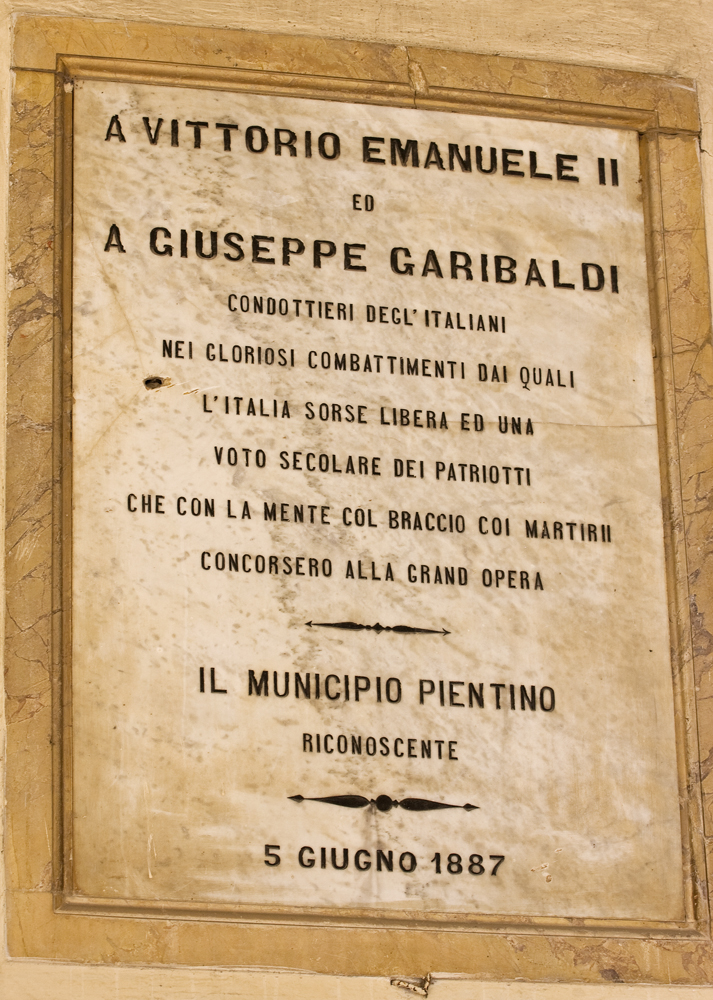 A VITTORIO EMANUELE II
ED
A GIUSEPPE GARIBALDI
CONDOTTIERI DEGL'ITALIANI
NEI GLORIOSI COMBATTIMENTI DAI QUALI
L'ITALIA SORSE LIBERA ED UNA
VOTO SECOLARE DEI PATRIOTTI
CHE CON LA MENTE COL BRACCIO COI MARTIRII
CONCORSERO ALLA GRAND OPERA
IL MUNICIPIO PIENTINO
RICONOSCENTE
5 GIUGNO 1887